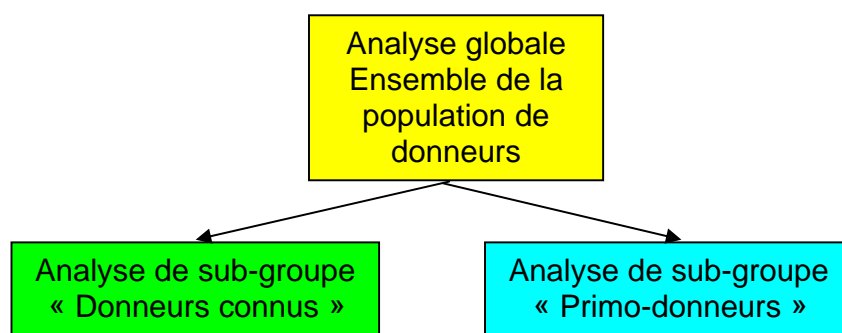 Analyse globale
Ensemble de la
population de
donneurs
Analyse de sub-groupe
« Donneurs connus »
Analyse de sub-groupe
« Primo-donneurs »